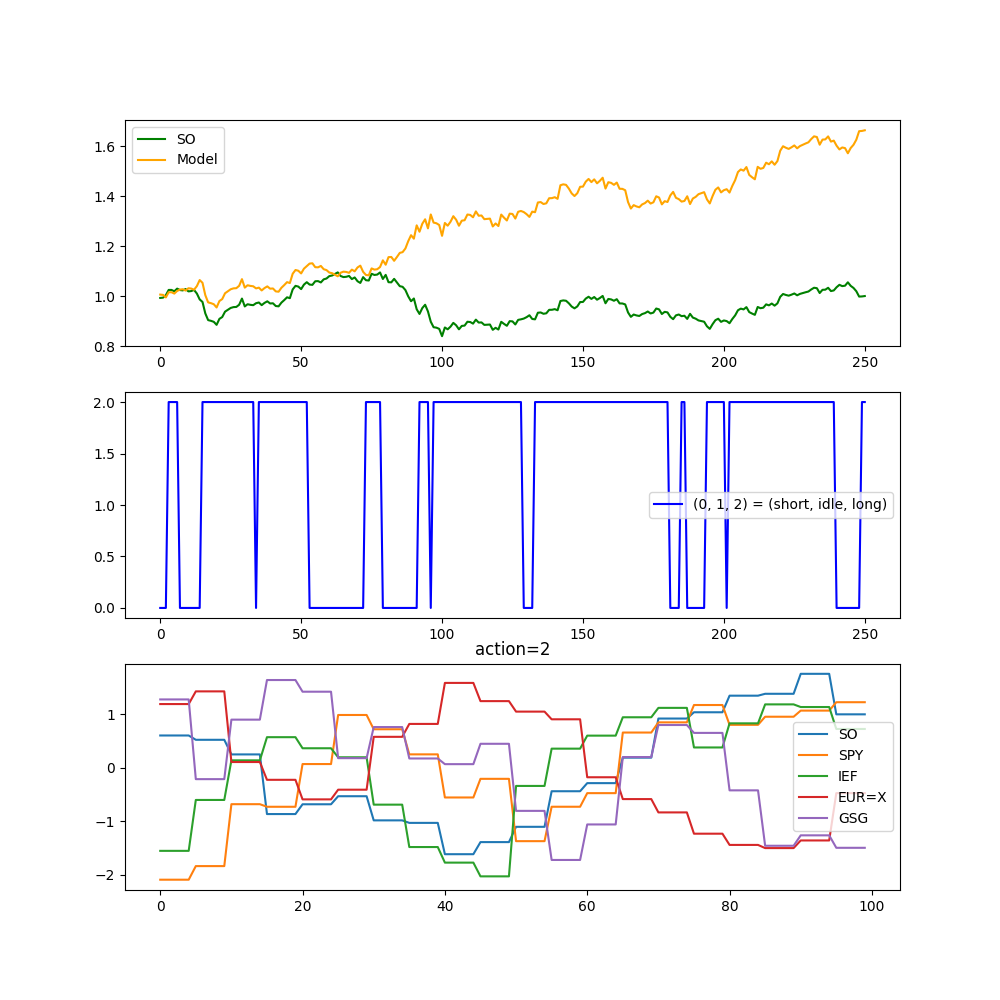 1.6
1.4
1.2
1.0
0.8
SO
Model
0 50 100 150 200 250
2.0
1.5
1.0
0.5
0.0
(0, 1, 2) = (short, idle, long)
0 50 100 150 200 250
action=2
1
0
−1
−2
SO
SPY
IEF
EUR=X
GSG
0 20 40 60 80 100